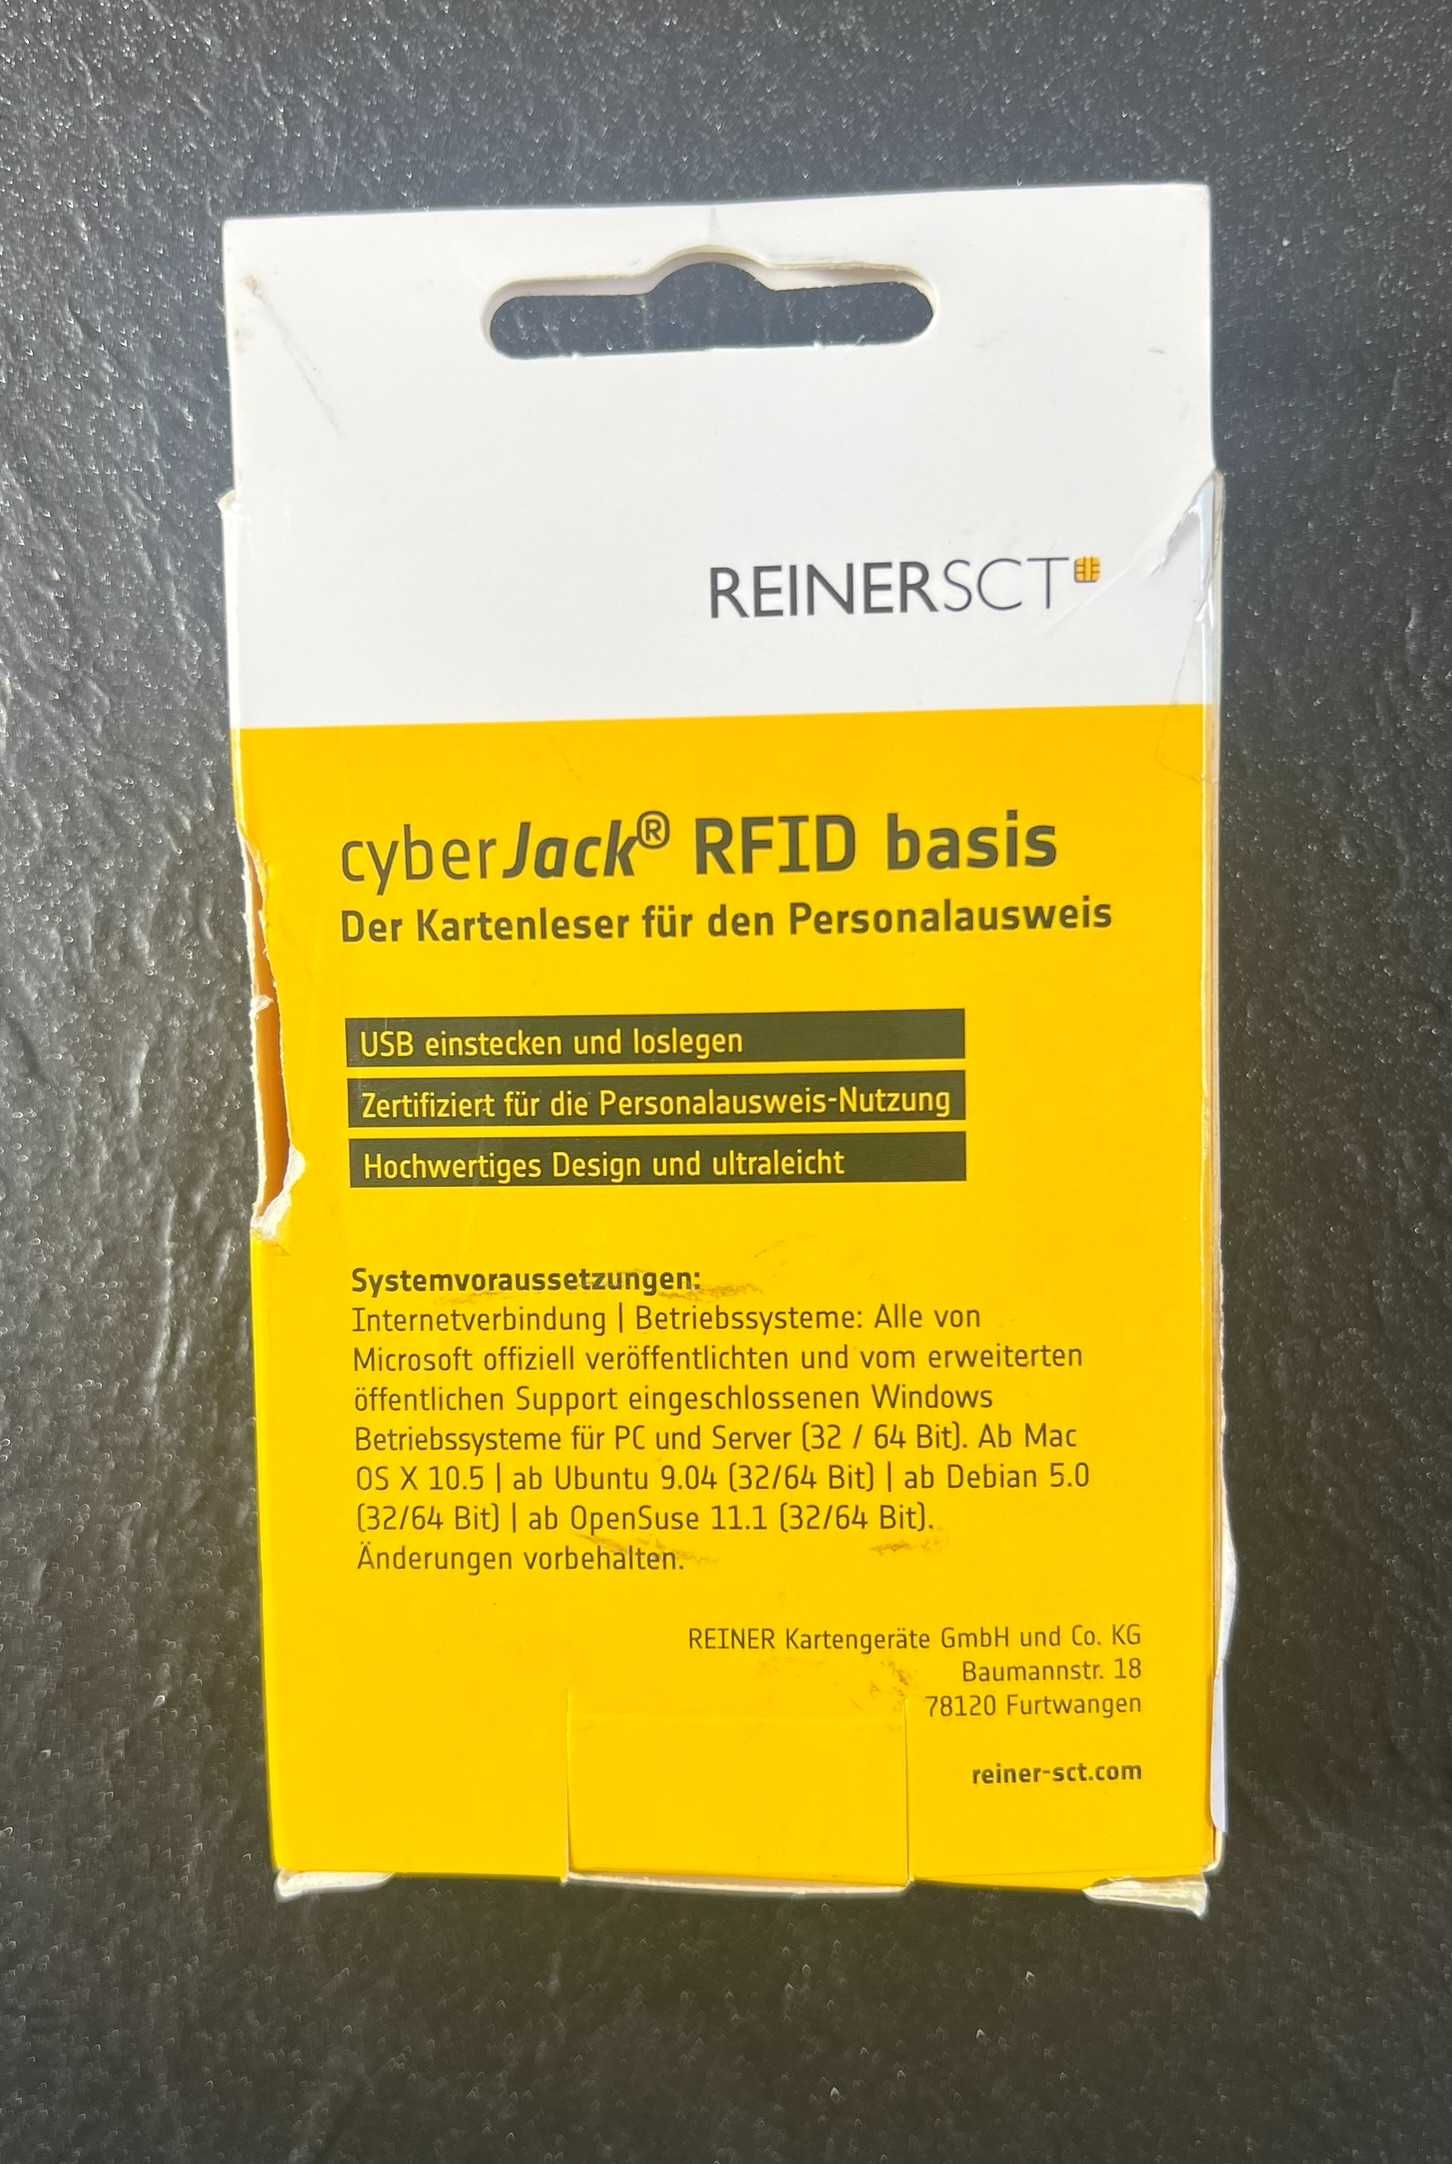 REINERSCT
cyberJack® RFID basis
Der Kartenleser für den Personalausweis
USB einstecken und loslegen
Zertifiziert für die Personalausweis-Nutzung
Hochwertiges Design und ultraleicht
Systemvoraussetzungen:
Internetverbindung | Betriebssysteme: Alle von
Microsoft offiziell veröffentlichten und vom erweiterten
öffentlichen Support eingeschlossenen Windows
Betriebssysteme für PC und Server (32 / 64 Bit). Ab Mac
OS X 10.5 | ab Ubuntu 9.04 (32/64 Bit) | ab Debian 5.0
(32/64 Bit) | ab OpenSuse 11.1 (32/64 Bit).
Änderungen vorbehalten.
REINER Kartengeräte GmbH und Co. KG
Baumannstr. 18
78120 Furtwangen
reiner-sct.com